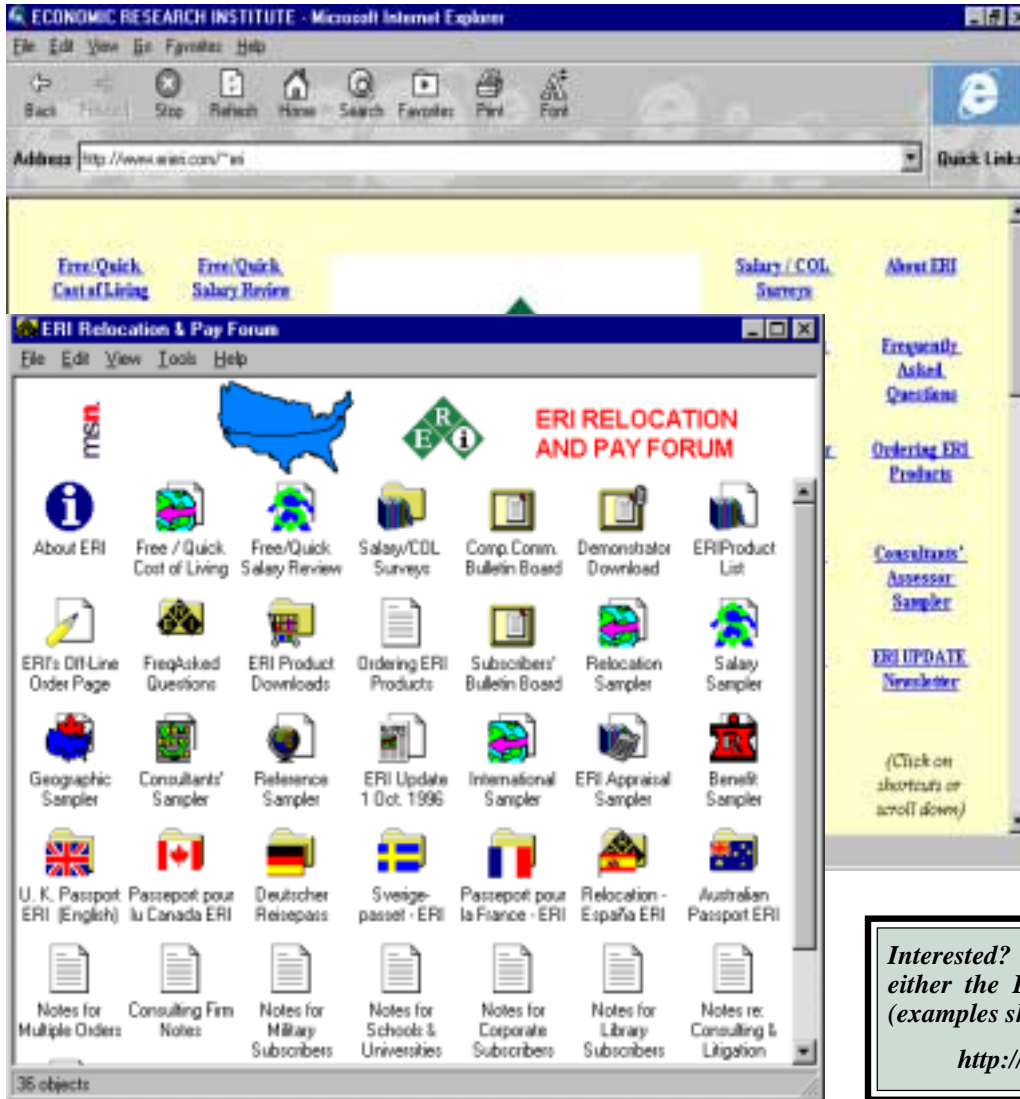 ECONOMIC RESEARCH INSTITUTE - Microsoft Internet Explorer
File Edit View Go Favorites Help
Back Forward Stop Refresh Home Search Favorites Print Font
Address
Quick Links
Free/Quick Cost of Living
Free/Quick Salary Review
Salary / COL Surveys
About ERI
Frequently Asked Questions
Ordering ERI Products
Consultants' Assessor Sampler
ERI UPDATE Newsletter
(Click on
shortcuts or
scroll down)
ERI Relocation & Pay Forum
File Edit View Tools Help
msn.
E R i
ERI RELOCATION
AND PAY FORUM
About ERI
Free / Quick Cost of Living
Free/Quick Salary Review
Salary/COL Surveys
Comp.Comm. Bulletin Board
Demonstrator Download
ERIProduct List
ERI's Off-Line Order Page
FreqAsked Questions
ERI Product Downloads
Ordering ERI Products
Subscribers' Bulletin Board
Relocation Sampler
Salary Sampler
Geographic Sampler
Consultants' Sampler
Reference Sampler
ERI Update 1 Oct. 1996
International Sampler
ERI Appraisal Sampler
Benefit Sampler
U. K. Passport ERI (English)
Passeport pour lu Canada ERI
Deutscher Reisepass
Sverige-passet - ERI
Passeport pour la France - ERI
Relocation - España ERI
Australian Passport ERI
Notes for Multiple Orders
Consulting Firm Notes
Notes for Military Subscribers
Notes for Schools & Universities
Notes for Corporate Subscribers
Notes for Library Subscribers
Notes re: Consulting & Litigation
36 objects
Interested?
either the
(examples
http://